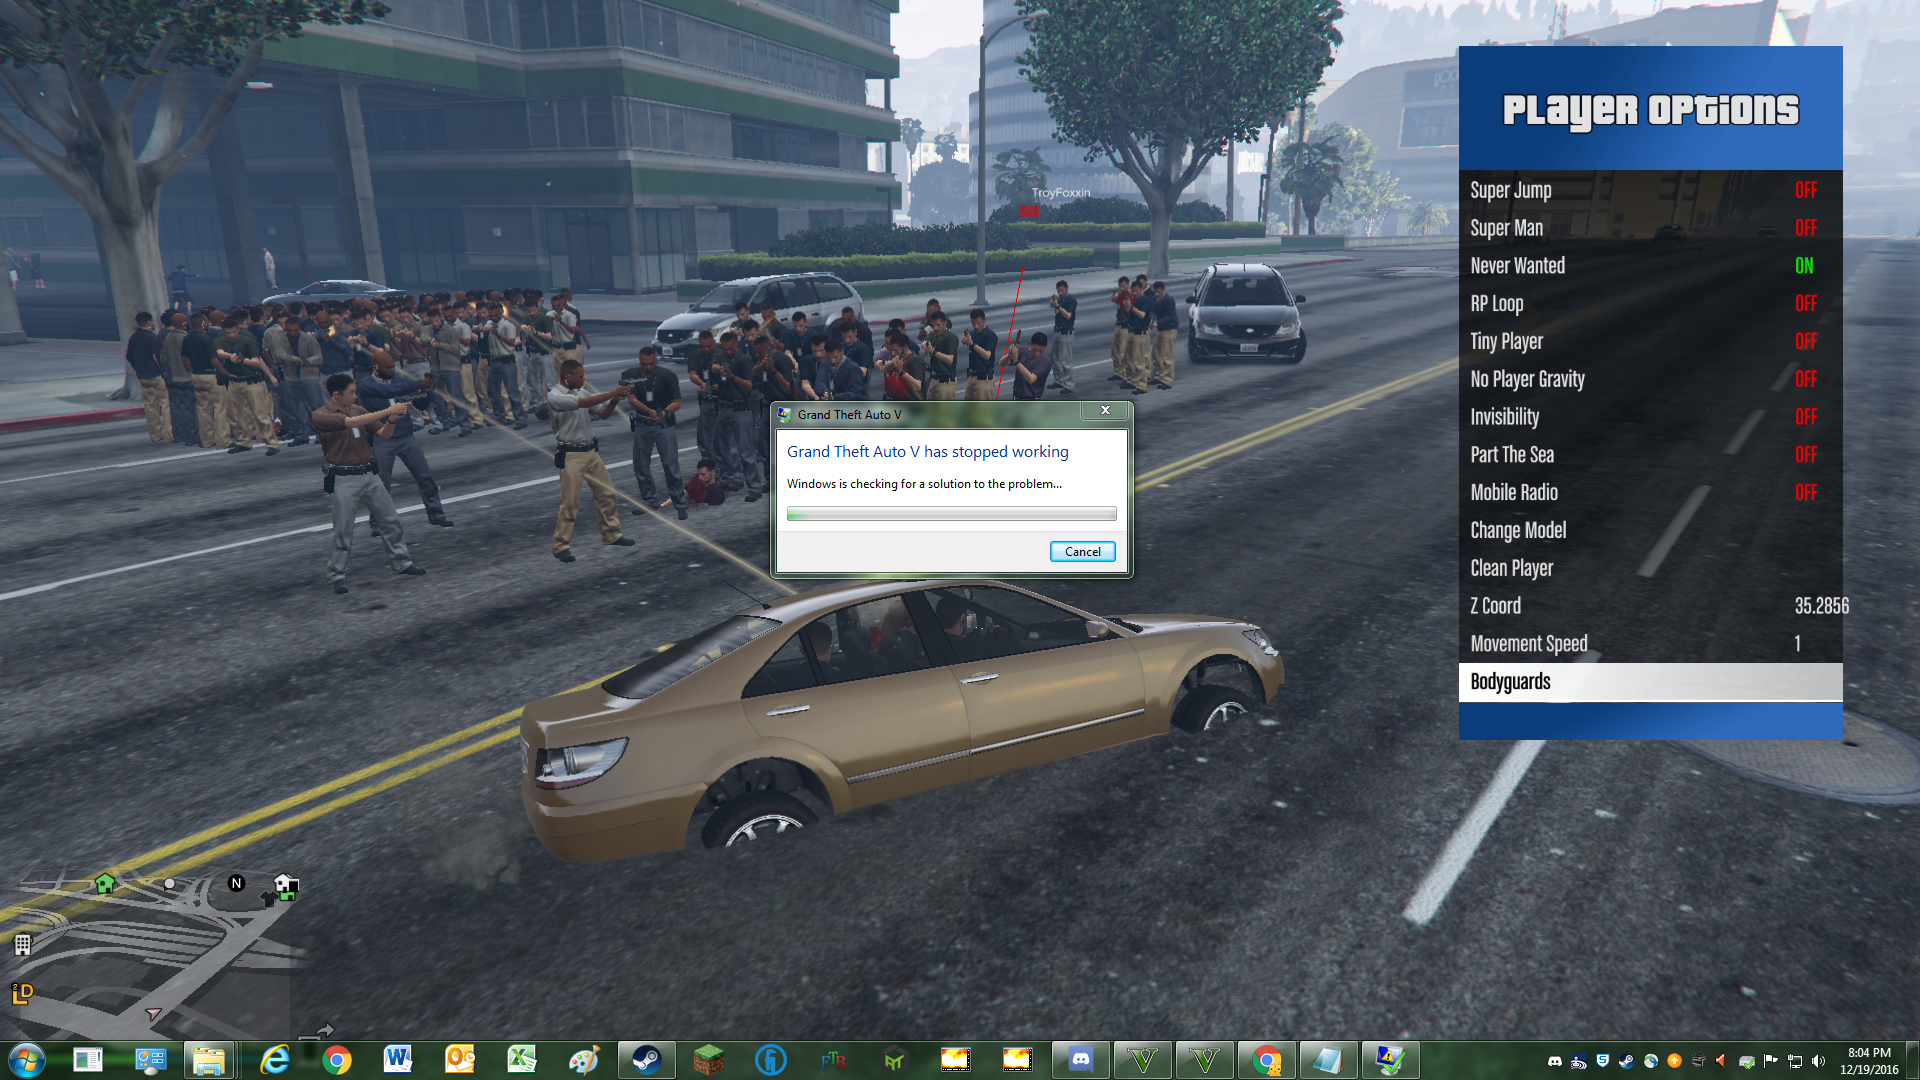 TroyFoxxin
PLAYER OPTIONS
Super Jump OFF
Super Man OFF
Never Wanted ON
RP Loop OFF
Tiny Player OFF
No Player Gravity OFF
Invisibility OFF
Part The Sea OFF
Mobile Radio OFF
Change Model
Clean Player
Z Coord 35.2856
Movement Speed 1
Bodyguards
Grand Theft Auto V
Grand Theft Auto V has stopped working
Windows is checking for a solution to the problem...
Cancel
N
2
LD
FTB
8:04 PM
12/19/2016